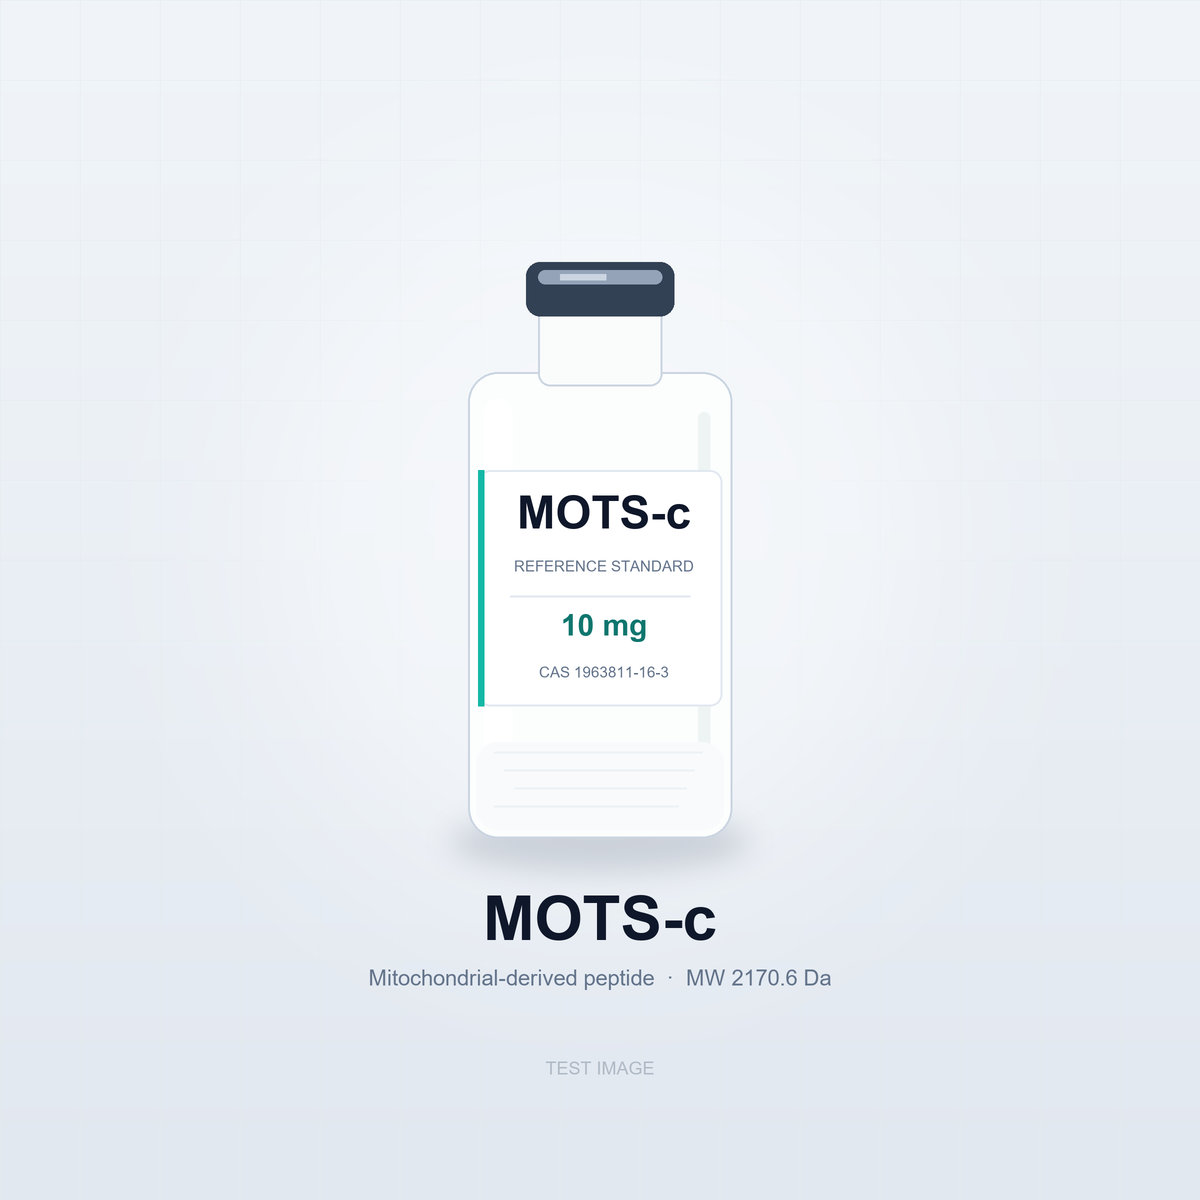 MOTS-c
REFERENCE STANDARD
10 mg
CAS 1963811-16-3
MOTS-c
Mitochondrial-derived peptide · MW 2170.6 Da
TEST IMAGE